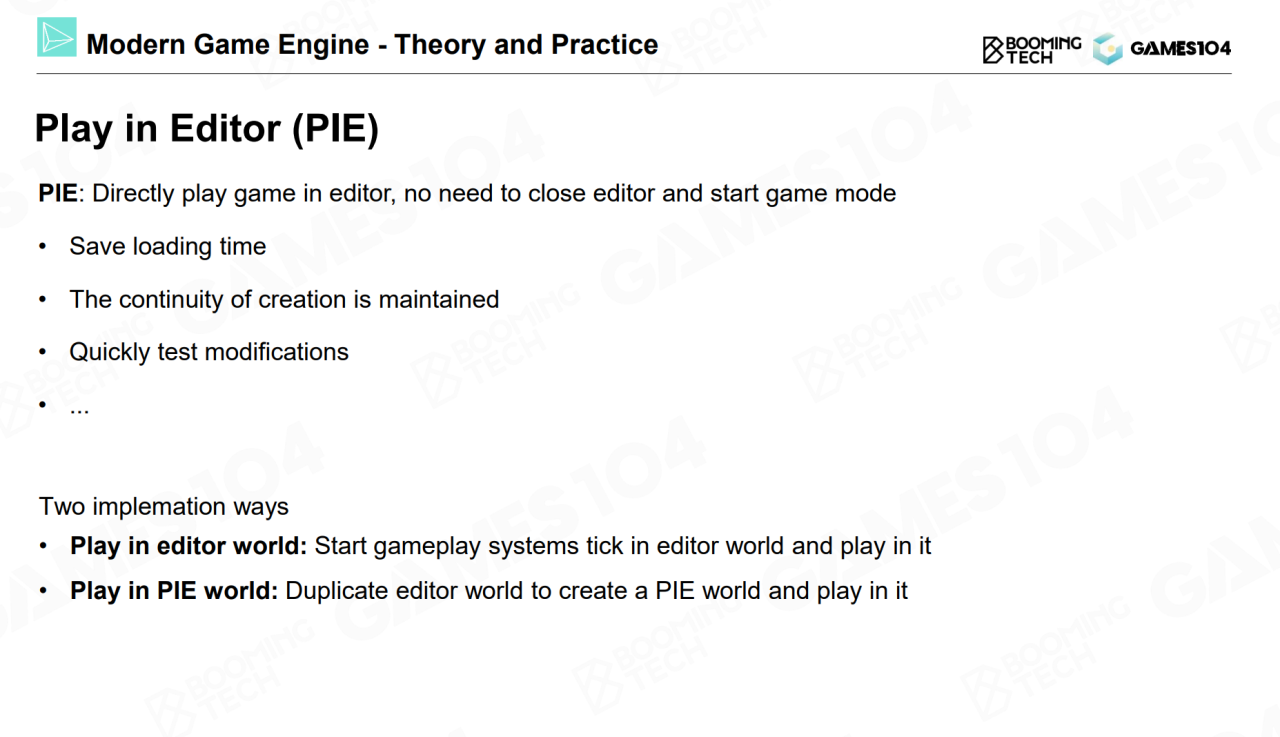 Modern Game Engine - Theory and Practice
BOOMING
TECH
GAMES104
Play in Editor (PIE)
PIE: Directly play game in editor, no need to close editor and start game mode
• Save loading time
• The continuity of creation is maintained
• Quickly test modifications
• ...
Two implemation ways
• Play in editor world: Start gameplay systems tick in editor world and play in it
• Play in PIE world: Duplicate editor world to create a PIE world and play in it